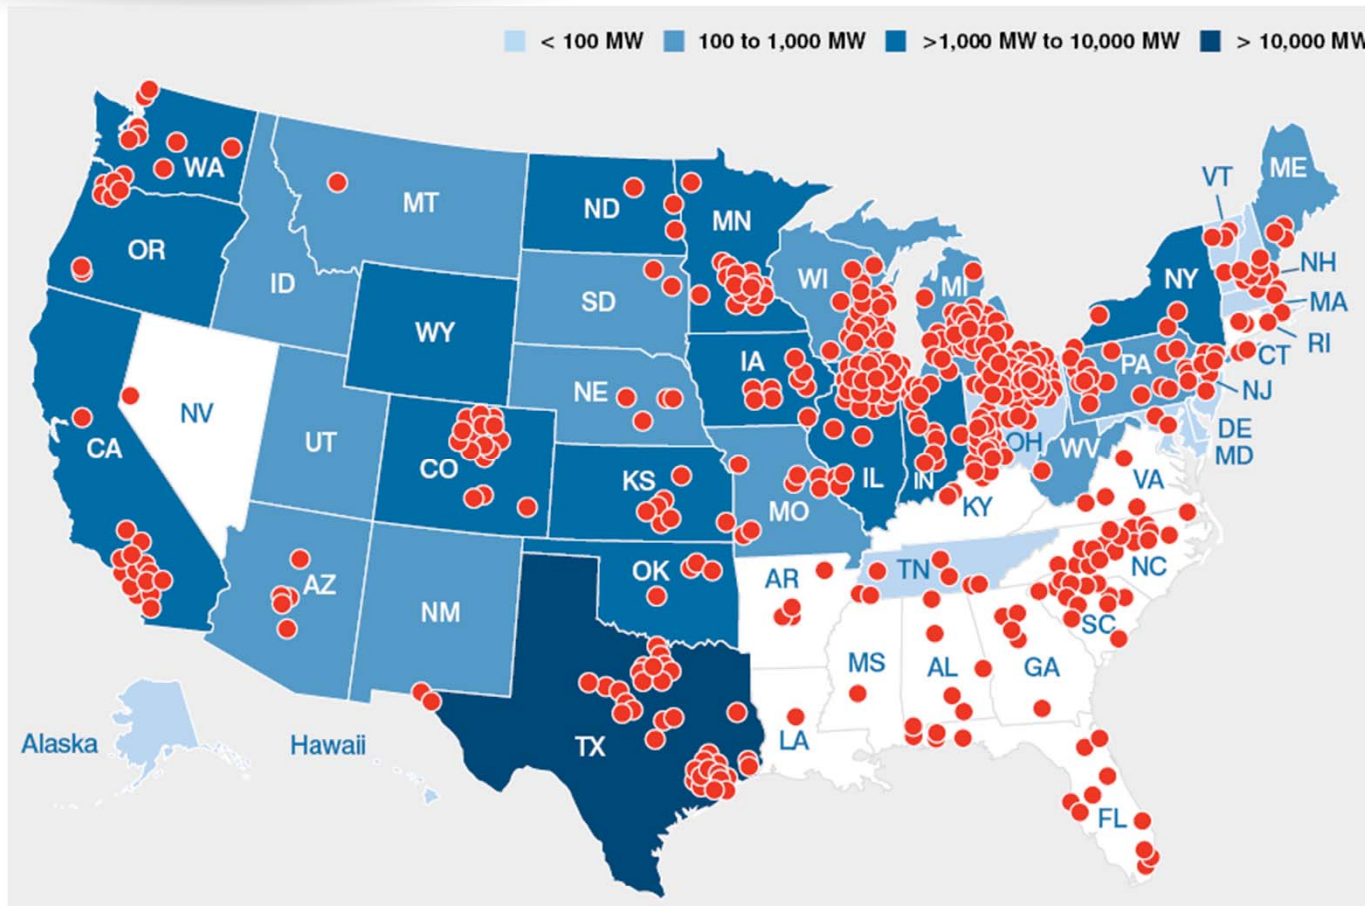 < 100 MW 100 to 1,000 MW >1,000 MW to 10,000 MW > 10,000 MW
WA
MT
ND
MN
OR
ID
SD
WI
MI
VT
ME
NH
NY
MA
RI
CT
WY
NE
IA
PA
NJ
NV
UT
CA
CO
KS
MO
IL
IN
OH
WV
DE
MD
VA
KY
AZ
NM
OK
AR
TN
NC
SC
MS
AL
GA
LA
TX
FL
Alaska
Hawaii